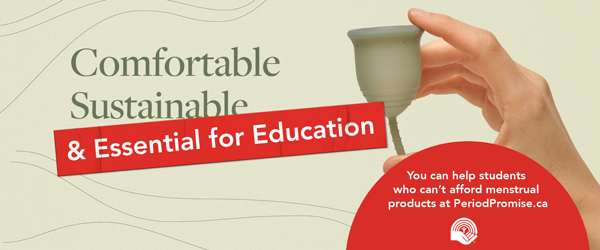 Comfortable
Sustainable
& Essential for Education
You can help students
who can't afford menstrual
products at PeriodPromise.ca